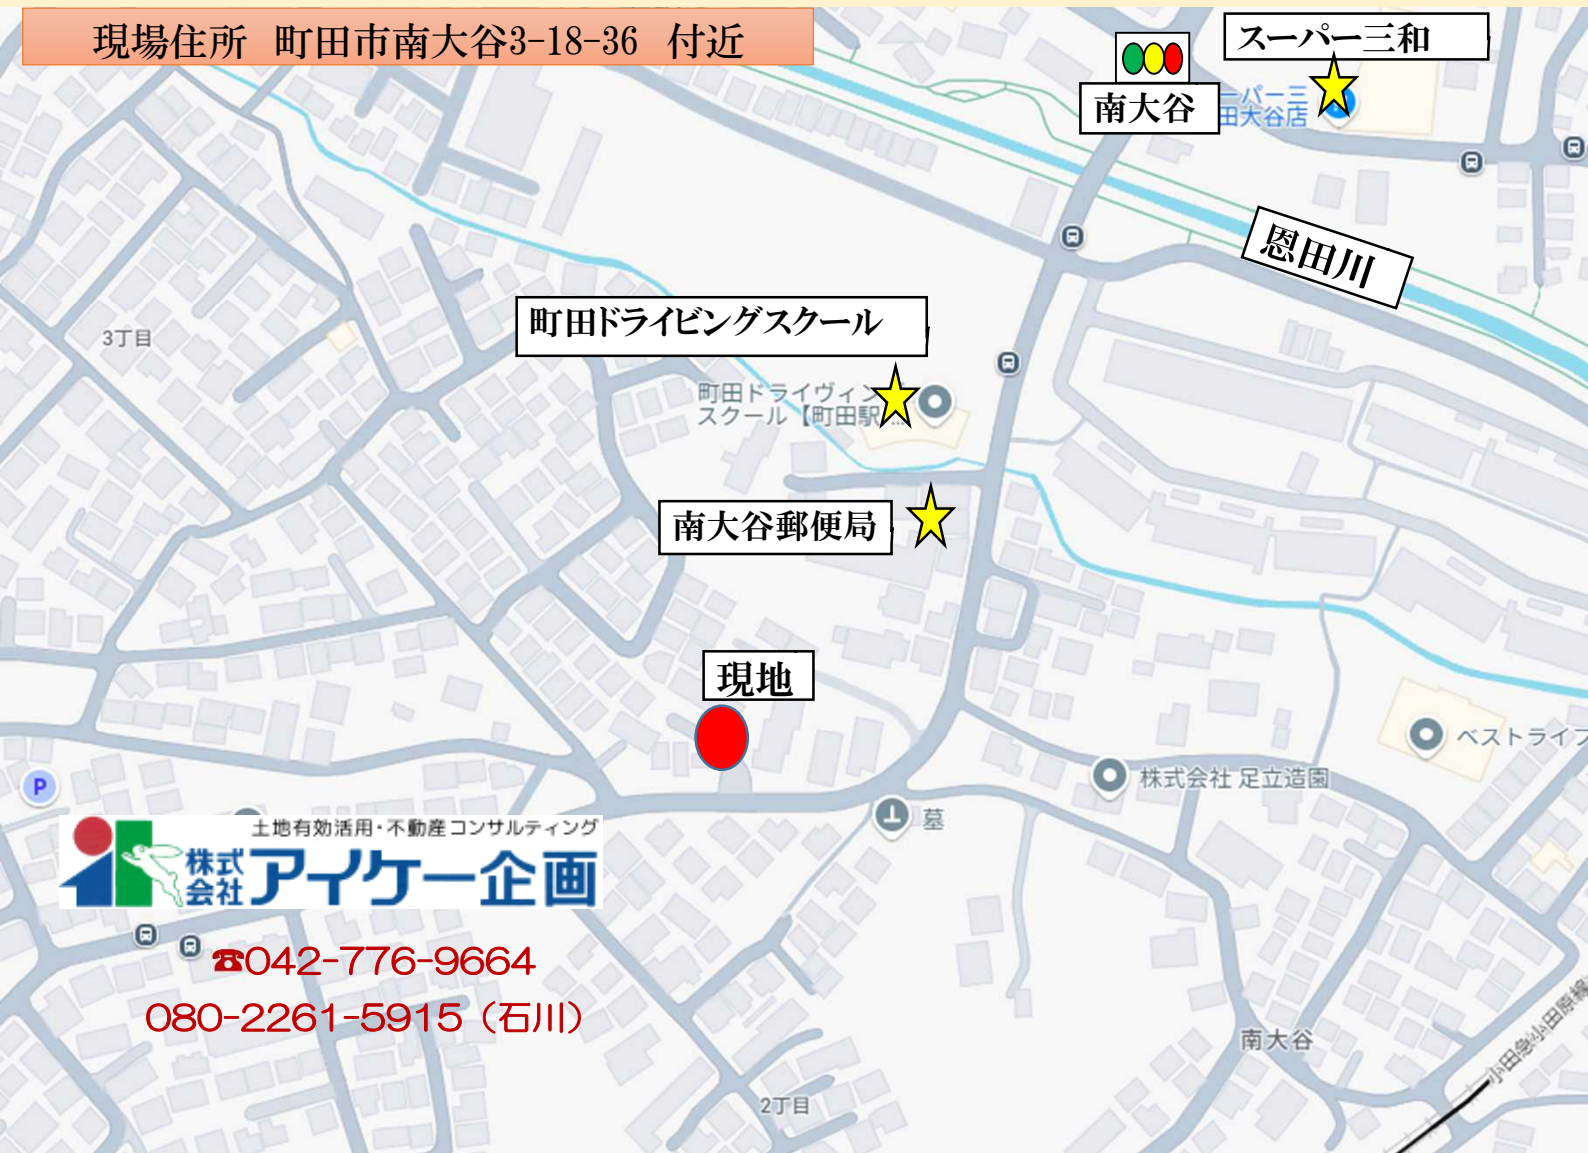 現場住所 町田市南大谷3-18-36 付近
スーパー三和
南大谷
ーパー三
田大谷店
恩田川
3丁目
町田ドライビングスクール
町田ドライヴィン
スクール【町田駅...
南大谷郵便局
現地
ベストライフ
株式会社 足立造園
P
墓
土地有効活用・不動産コンサルティング
株式会社 アイケー企画
☎042-776-9664
080-2261-5915（石川）
南大谷
小田急小田原線
2丁目